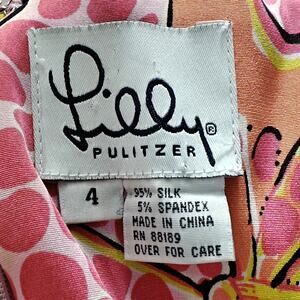 Lilly®
PULITZER
4
95% SILK
5% SPANDEX
MADE IN CHINA
RN 88189
OVER FOR CARE